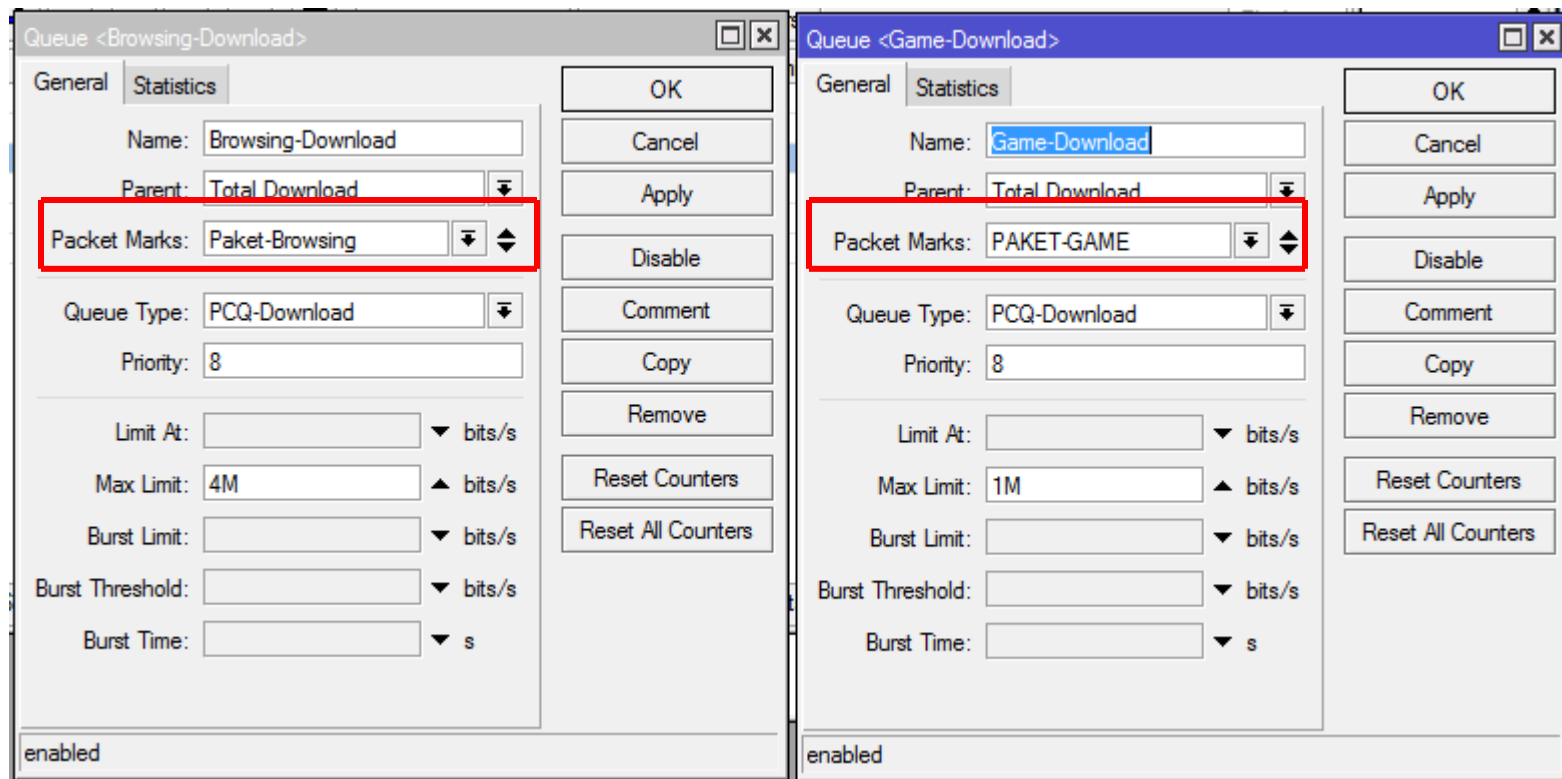 Queue <Browsing-Download>
General Statistics
Name: Browsing-Download
Parent: Total Download
Packet Marks: Paket-Browsing
Queue Type: PCQ-Download
Priority: 8
Limit At: bits/s
Max Limit: 4M bits/s
Burst Limit: bits/s
Burst Threshold: bits/s
Burst Time: s
OK
Cancel
Apply
Disable
Comment
Copy
Remove
Reset Counters
Reset All Counters
enabled
Queue <Game-Download>
General Statistics
Name: Game-Download
Parent: Total Download
Packet Marks: PAKET-GAME
Queue Type: PCQ-Download
Priority: 8
Limit At: bits/s
Max Limit: 1M bits/s
Burst Limit: bits/s
Burst Threshold: bits/s
Burst Time: s
OK
Cancel
Apply
Disable
Comment
Copy
Remove
Reset Counters
Reset All Counters
enabled